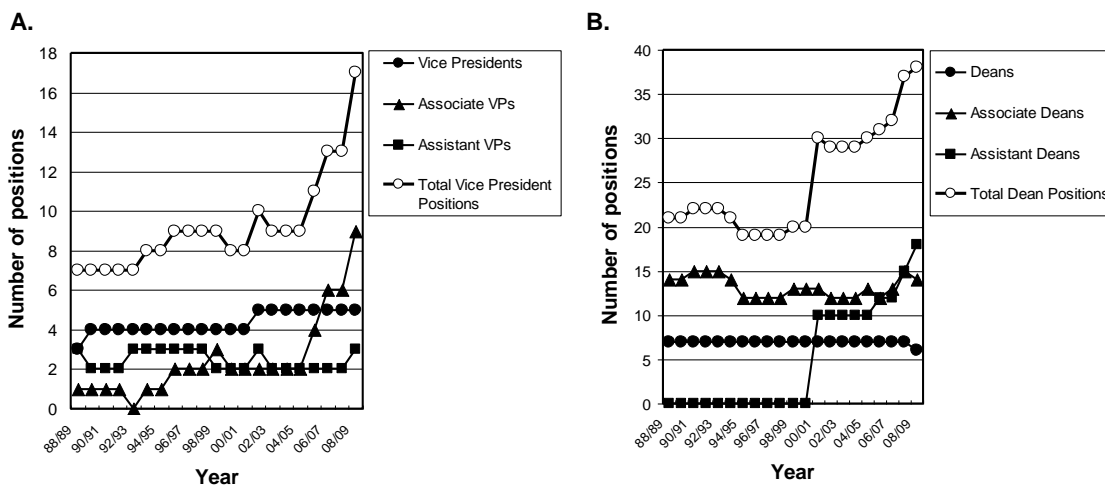 A.
18
16
14
12
10
8
6
4
2
0
Number of positions
88/89
90/91
92/93
94/95
96/97
98/99
00/01
02/03
04/05
06/07
08/09
Year
Vice Presidents
Associate VPs
Assistant VPs
Total Vice President
Positions
B.
40
35
30
25
20
15
10
5
0
Number of positions
88/89
90/91
92/93
94/95
96/97
98/99
00/01
02/03
04/05
06/07
08/09
Year
Deans
Associate Deans
Assistant Deans
Total Dean Positions